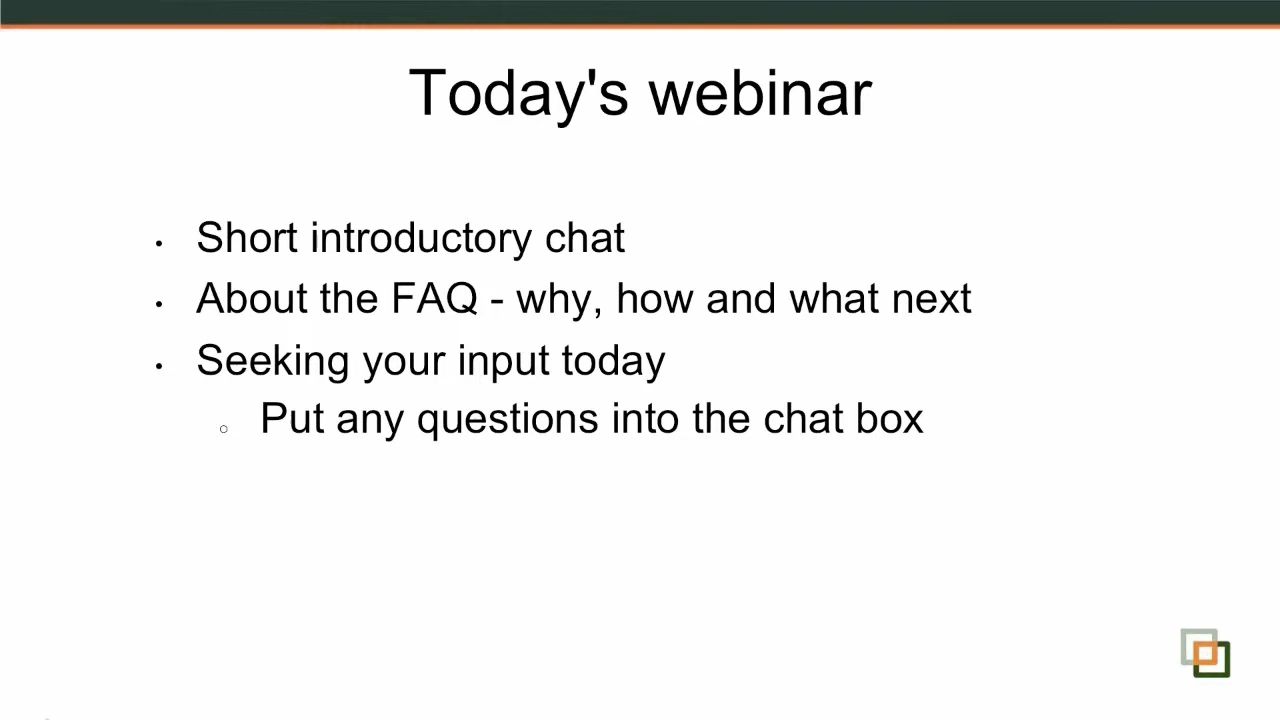 Today's webinar
• Short introductory chat
• About the FAQ - why, how and what next
• Seeking your input today
○ Put any questions into the chat box